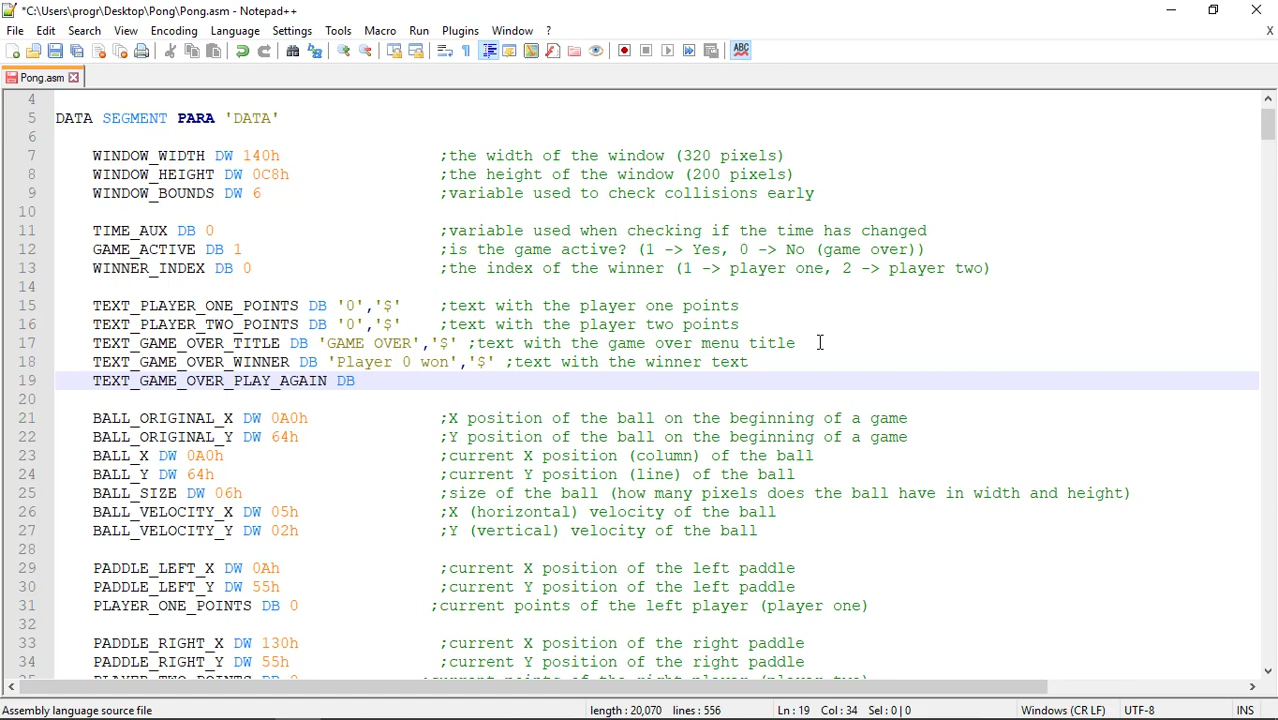 *C:\Users\progr\Desktop\Pong\Pong.asm - Notepad++
File Edit Search View Encoding Language Settings Tools Macro Run Plugins Window ? X
ABC
Pong.asm
4
5 DATA SEGMENT PARA 'DATA'
6
7 WINDOW_WIDTH DW 140h ;the width of the window (320 pixels)
8 WINDOW_HEIGHT DW 0C8h ;the height of the window (200 pixels)
9 WINDOW_BOUNDS DW 6 ;variable used to check collisions early
10
11 TIME_AUX DB 0 ;variable used when checking if the time has changed
12 GAME_ACTIVE DB 1 ;is the game active? (1 -> Yes, 0 -> No (game over))
13 WINNER_INDEX DB 0 ;the index of the winner (1 -> player one, 2 -> player two)
14
15 TEXT_PLAYER_ONE_POINTS DB '0','$' ;text with the player one points
16 TEXT_PLAYER_TWO_POINTS DB '0','$' ;text with the player two points
17 TEXT_GAME_OVER_TITLE DB 'GAME OVER','$' ;text with the game over menu title
18 TEXT_GAME_OVER_WINNER DB 'Player 0 won','$' ;text with the winner text
19 TEXT_GAME_OVER_PLAY_AGAIN DB
20
21 BALL_ORIGINAL_X DW 0A0h ;X position of the ball on the beginning of a game
22 BALL_ORIGINAL_Y DW 64h ;Y position of the ball on the beginning of a game
23 BALL_X DW 0A0h ;current X position (column) of the ball
24 BALL_Y DW 64h ;current Y position (line) of the ball
25 BALL_SIZE DW 06h ;size of the ball (how many pixels does the ball have in width and height)
26 BALL_VELOCITY_X DW 05h ;X (horizontal) velocity of the ball
27 BALL_VELOCITY_Y DW 02h ;Y (vertical) velocity of the ball
28
29 PADDLE_LEFT_X DW 0Ah ;current X position of the left paddle
30 PADDLE_LEFT_Y DW 55h ;current Y position of the left paddle
31 PLAYER_ONE_POINTS DB 0 ;current points of the left player (player one)
32
33 PADDLE_RIGHT_X DW 130h ;current X position of the right paddle
34 PADDLE_RIGHT_Y DW 55h ;current Y position of the right paddle
Assembly language source file length : 20,070 lines : 556 Ln : 19 Col : 34 Sel : 0 | 0 Windows (CR LF) UTF-8 INS